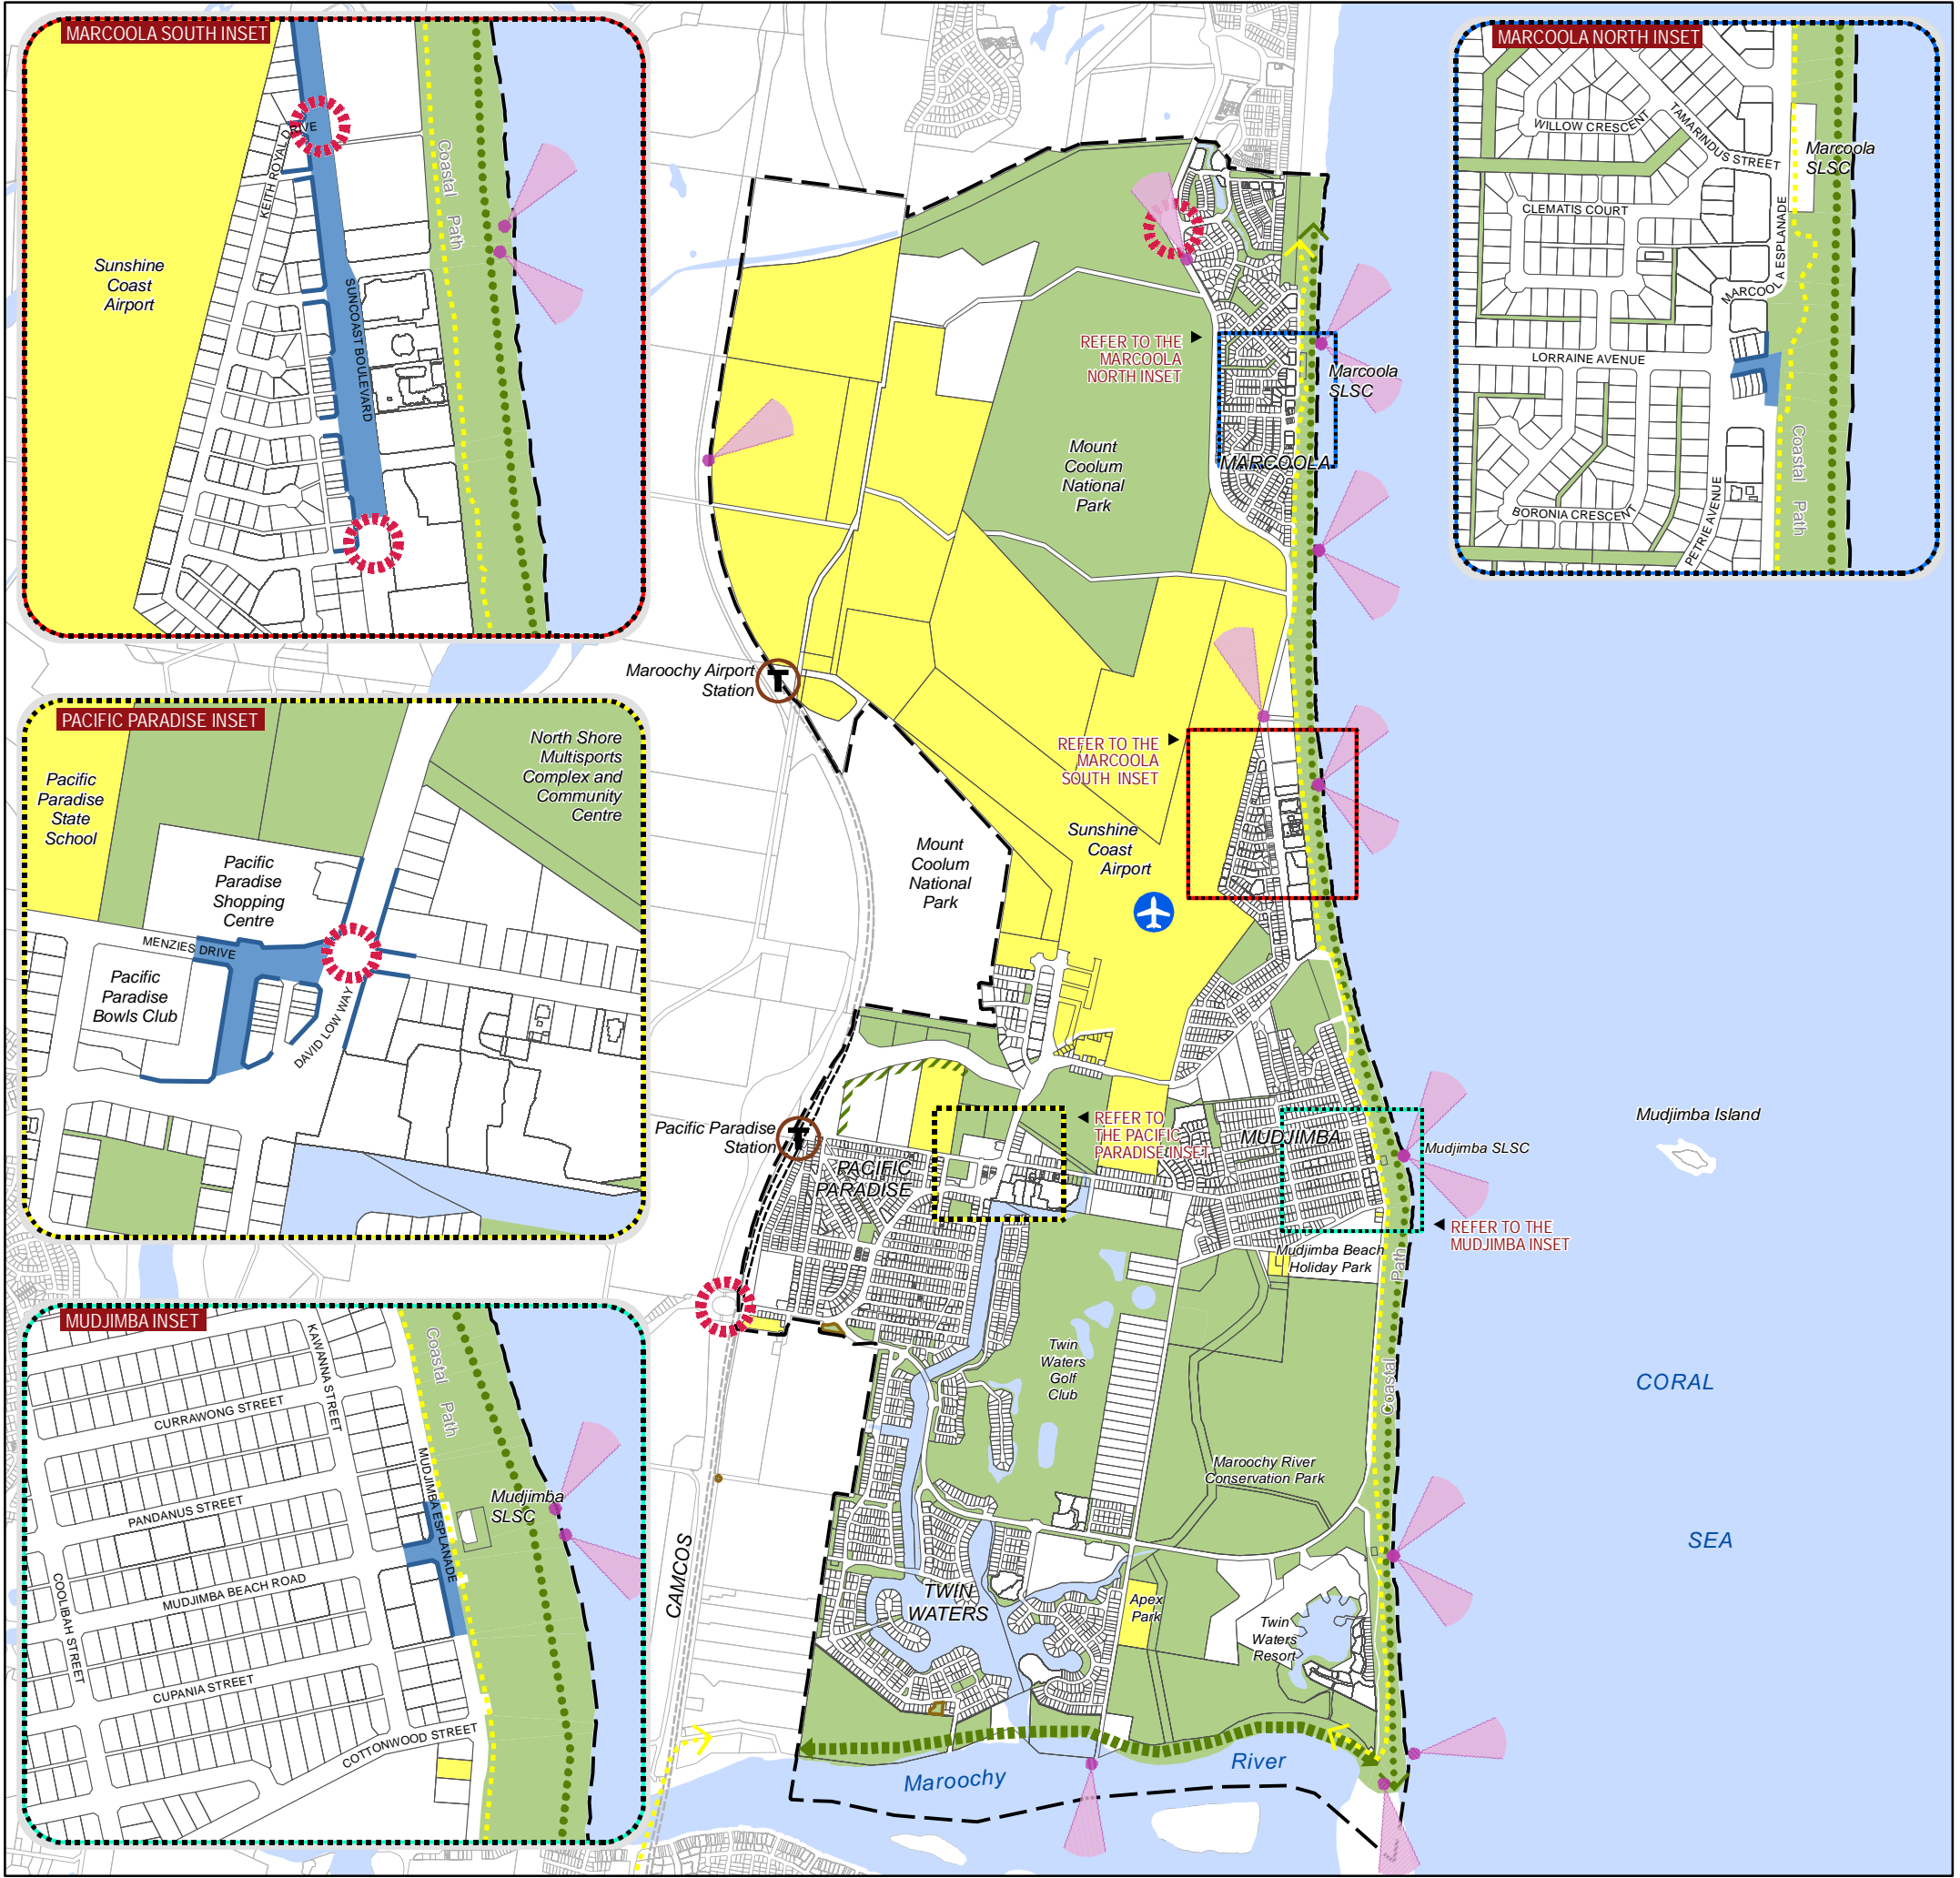 MARCOOLA SOUTH INSET
KEITH ROYAL DRIVE
SUNCOAST BOULEVARD
Coastal Path
Sunshine
Coast
Airport
MARCOOLA NORTH INSET
WILLOW CRESCENT
TAMARINDUS STREET
Marcoola
SLSC
CLEMATIS COURT
MARCOOLA ESPLANADE
LORRAINE AVENUE
BORONIA CRESCENT
PETRIE AVENUE
Coastal Path
PACIFIC PARADISE INSET
North Shore
Multisports
Complex and
Community
Centre
Pacific
Paradise
State
School
Pacific
Paradise
Shopping
Centre
MENZIES DRIVE
Pacific
Paradise
Bowls Club
DAVID LOW WAY
MUDJIMBA INSET
KAWANNA STREET
Coastal Path
CURRAWONG STREET
MUDJIMBA ESPLANADE
Mudjimba
SLSC
PANDANUS STREET
MUDJIMBA BEACH ROAD
COOLIBAH STREET
CUPANIA STREET
COTTONWOOD STREET
REFER TO THE
MARCOOLA
NORTH INSET
Marcoola
SLSC
Mount
Coolum
National
Park
MARCOOLA
Maroochy Airport
Station
T
REFER TO THE
MARCOOLA
SOUTH INSET
Sunshine
Coast
Airport
Mount
Coolum
National
Park
Pacific Paradise
Station
T
REFER TO
THE PACIFIC
PARADISE INSET
MUDJIMBA
Mudjimba SLSC
Mudjimba Island
PACIFIC
PARADISE
REFER TO THE
MUDJIMBA INSET
Mudjimba Beach
Holiday Park
Coastal Path
Twin
Waters
Golf
Club
CORAL
SEA
Maroochy River
Conservation Park
CAMCOS
TWIN
WATERS
Apex
Park
Twin
Waters
Resort
Maroochy River